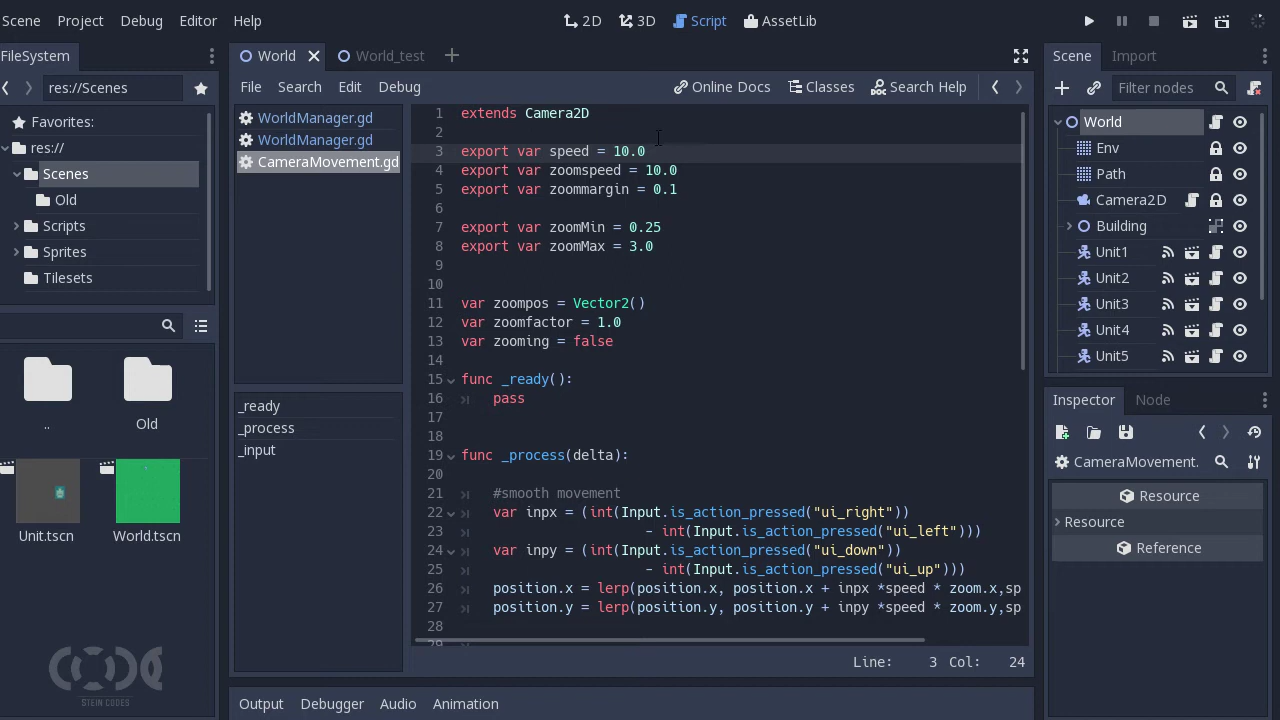 Scene Project Debug Editor Help
2D 3D Script AssetLib
FileSystem
res://Scenes
Favorites:
res://
Scenes
Old
Scripts
Sprites
Tilesets
..
Old
Unit.tscn
World.tscn
CODE
STEIN CODES
World
World_test
File Search Edit Debug
Online Docs Classes Search Help
WorldManager.gd
WorldManager.gd
CameraMovement.gd
_ready
_process
_input
1 extends Camera2D
2
3 export var speed = 10.0
4 export var zoomspeed = 10.0
5 export var zoommargin = 0.1
6
7 export var zoomMin = 0.25
8 export var zoomMax = 3.0
9
10
11 var zoompos = Vector2()
12 var zoomfactor = 1.0
13 var zooming = false
14
15 func _ready():
16 pass
17
18
19 func _process(delta):
20
21 #smooth movement
22 var inpx = (int(Input.is_action_pressed("ui_right"))
23 - int(Input.is_action_pressed("ui_left")))
24 var inpy = (int(Input.is_action_pressed("ui_down"))
25 - int(Input.is_action_pressed("ui_up")))
26 position.x = lerp(position.x, position.x + inpx *speed * zoom.x,sp
27 position.y = lerp(position.y, position.y + inpy *speed * zoom.y,sp
28
29
Line: 3 Col: 24
Output Debugger Audio Animation
Scene Import
Filter nodes
World
Env
Path
Camera2D
Building
Unit1
Unit2
Unit3
Unit4
Unit5
Inspector Node
CameraMovement.
Resource
Resource
Reference